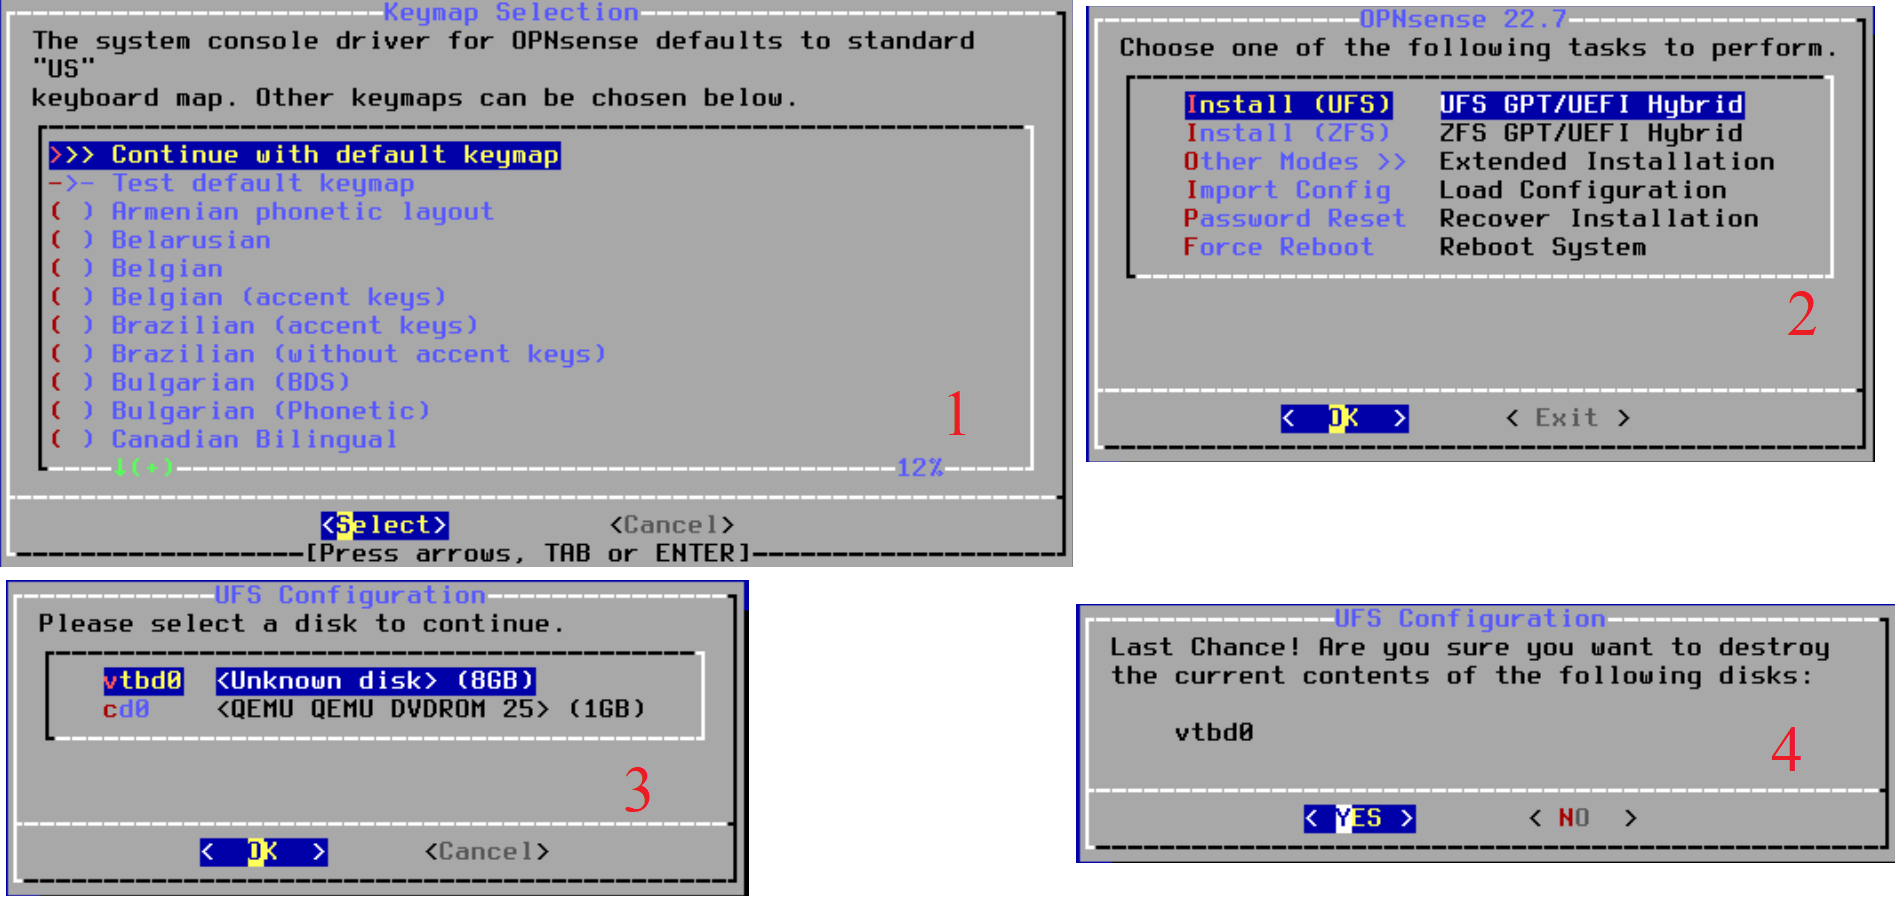 Keymap Selection
The system console driver for OPNsense defaults to standard
"US"
keyboard map. Other keymaps can be chosen below.
>>> Continue with default keymap
->- Test default keymap
( ) Armenian phonetic layout
( ) Belarusian
( ) Belgian
( ) Belgian (accent keys)
( ) Brazilian (accent keys)
( ) Brazilian (without accent keys)
( ) Bulgarian (BDS)
( ) Bulgarian (Phonetic)
( ) Canadian Bilingual
↓(+) 12%
<Select> <Cancel>
[Press arrows, TAB or ENTER]
1
OPNsense 22.7
Choose one of the following tasks to perform.
Install (UFS) UFS GPT/UEFI Hybrid
Install (ZFS) ZFS GPT/UEFI Hybrid
Other Modes >> Extended Installation
Import Config Load Configuration
Password Reset Recover Installation
Force Reboot Reboot System
2
< OK > < Exit >
UFS Configuration
Please select a disk to continue.
vtbd0 <Unknown disk> (8GB)
cd0 <QEMU QEMU DVDROM 25> (1GB)
3
< OK > <Cancel>
UFS Configuration
Last Chance! Are you sure you want to destroy
the current contents of the following disks:
vtbd0
4
< YES > < NO >